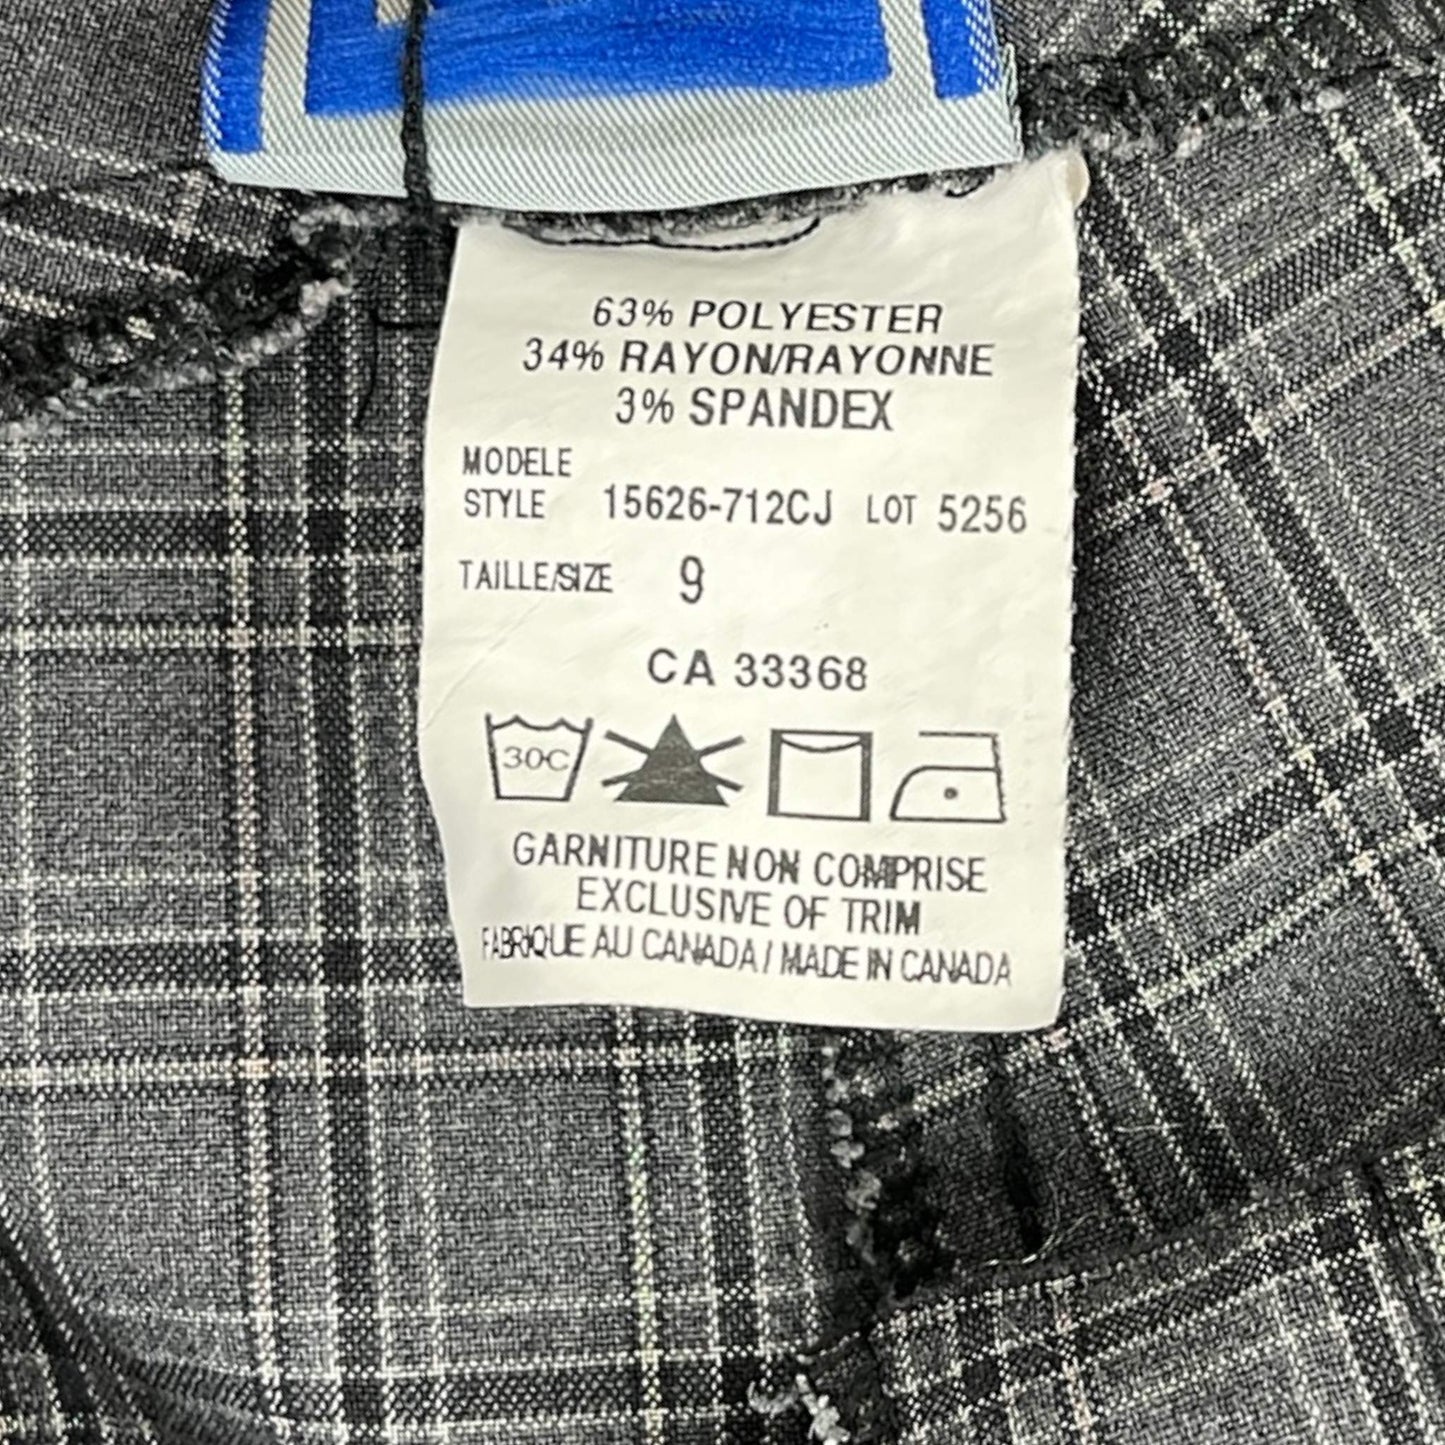 63% POLYESTER
34% RAYON/RAYONNE
3% SPANDEX
MODELE
STYLE 15626-712CJ LOT 5256
TAILLE/SIZE 9
CA 33368
30C
GARNITURE NON COMPRISE
EXCLUSIVE OF TRIM
FABRIQUE AU CANADA / MADE IN CANADA